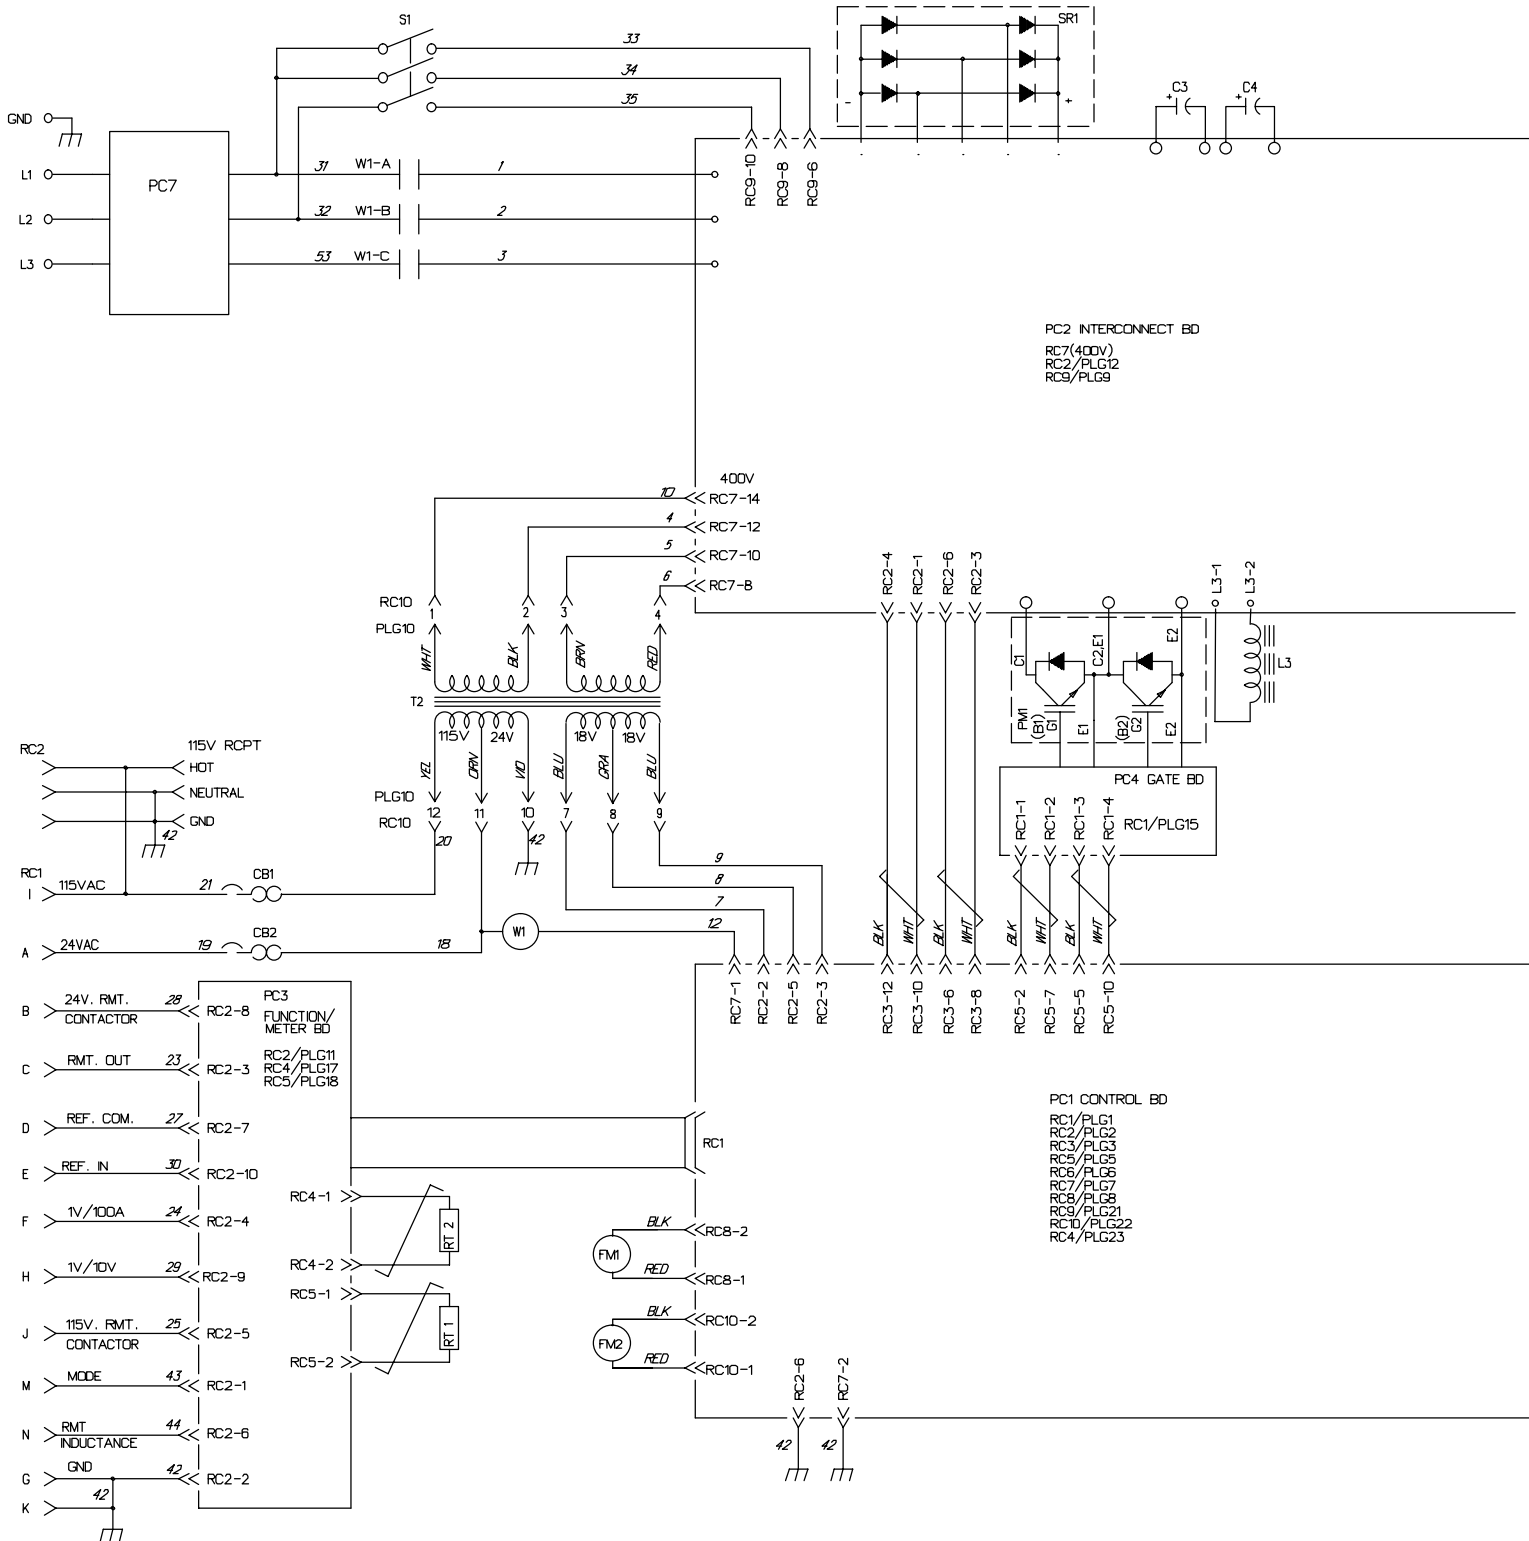 S1
33
34
35
SR1
-
+
+
C3
+
C4
GND
L1
L2
L3
PC7
31
W1-A
1
32
W1-B
2
53
W1-C
3
RC9-10
RC9-8
RC9-6
PC2 INTERCONNECT BD
RC7(400V)
RC2/PLG12
RC9/PLG9
400V
10
RC7-14
4
RC7-12
5
RC7-10
6
RC7-8
RC10
1
2
3
4
PLG10
WHT
BLK
BRN
RED
T2
115V
24V
18V
18V
YEL
ORN
VIO
BLU
GRA
BLU
PLG10
RC10
12
11
10
7
8
9
20
42
RC2-4
RC2-1
RC2-6
RC2-3
L3-1
L3-2
L3
C1
C2,E1
E2
PM1
(B1)
G1
E1
(B2)
G2
E2
PC4 GATE BD
RC1/PLG15
RC1-1
RC1-2
RC1-3
RC1-4
RC2
115V RCPT
HOT
NEUTRAL
GND
42
RC1
I
115VAC
21
CB1
A
24VAC
19
CB2
18
W1
9
8
7
12
BLK
WHT
BLK
WHT
BLK
WHT
BLK
WHT
RC7-1
RC2-2
RC2-5
RC2-3
RC3-12
RC3-10
RC3-6
RC3-8
RC5-2
RC5-7
RC5-5
RC5-10
PC3
FUNCTION/
METER BD
RC2/PLG11
RC4/PLG17
RC5/PLG18
B
24V. RMT.
CONTACTOR
28
RC2-8
C
RMT. OUT
23
RC2-3
D
REF. COM.
27
RC2-7
E
REF. IN
30
RC2-10
F
1V/100A
24
RC2-4
H
1V/10V
29
RC2-9
J
115V. RMT.
CONTACTOR
25
RC2-5
M
MODE
43
RC2-1
N
RMT
INDUCTANCE
44
RC2-6
G
GND
42
RC2-2
K
42
RC4-1
RC4-2
RT 2
RC5-1
RC5-2
RT 1
RC1
FM1
BLK
RC8-2
RED
RC8-1
FM2
BLK
RC10-2
RED
RC10-1
PC1 CONTROL BD
RC1/PLG1
RC2/PLG2
RC3/PLG3
RC5/PLG5
RC6/PLG6
RC7/PLG7
RC8/PLG8
RC9/PLG21
RC10/PLG22
RC4/PLG23
RC2-6
RC7-2
42
42